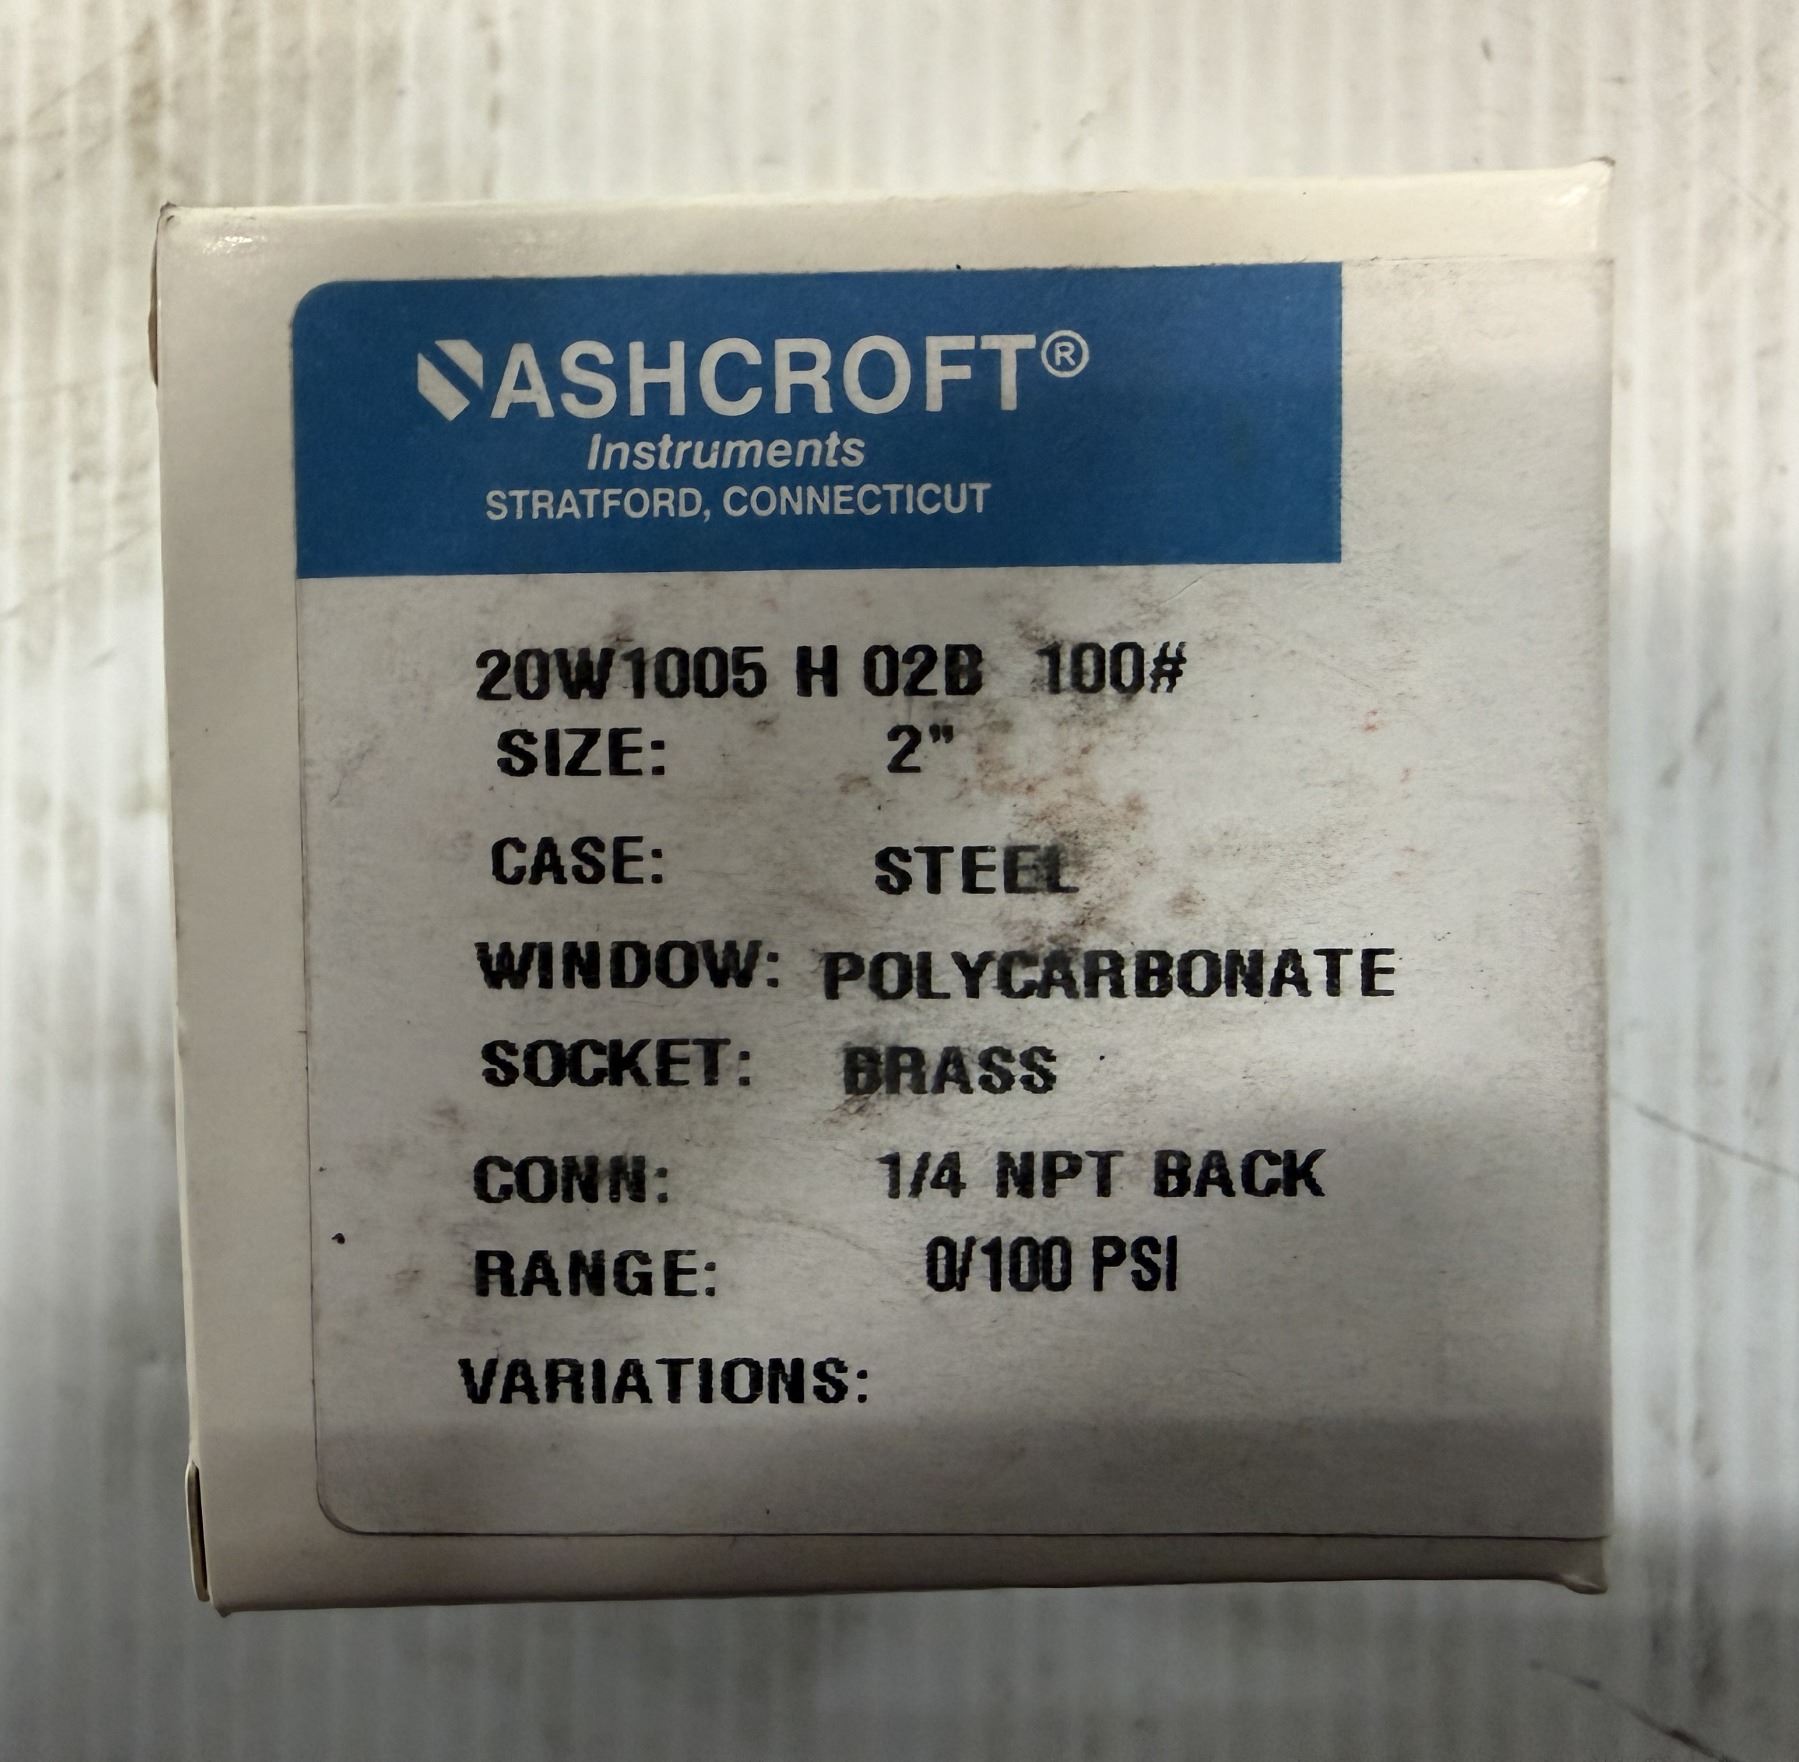 ASHCROFT®
Instruments
STRATFORD, CONNECTICUT
20W1005 H 02B 100#
SIZE: 2"
CASE: STEEL
WINDOW: POLYCARBONATE
SOCKET: BRASS
CONN: 1/4 NPT BACK
RANGE: 0/100 PSI
VARIATIONS: